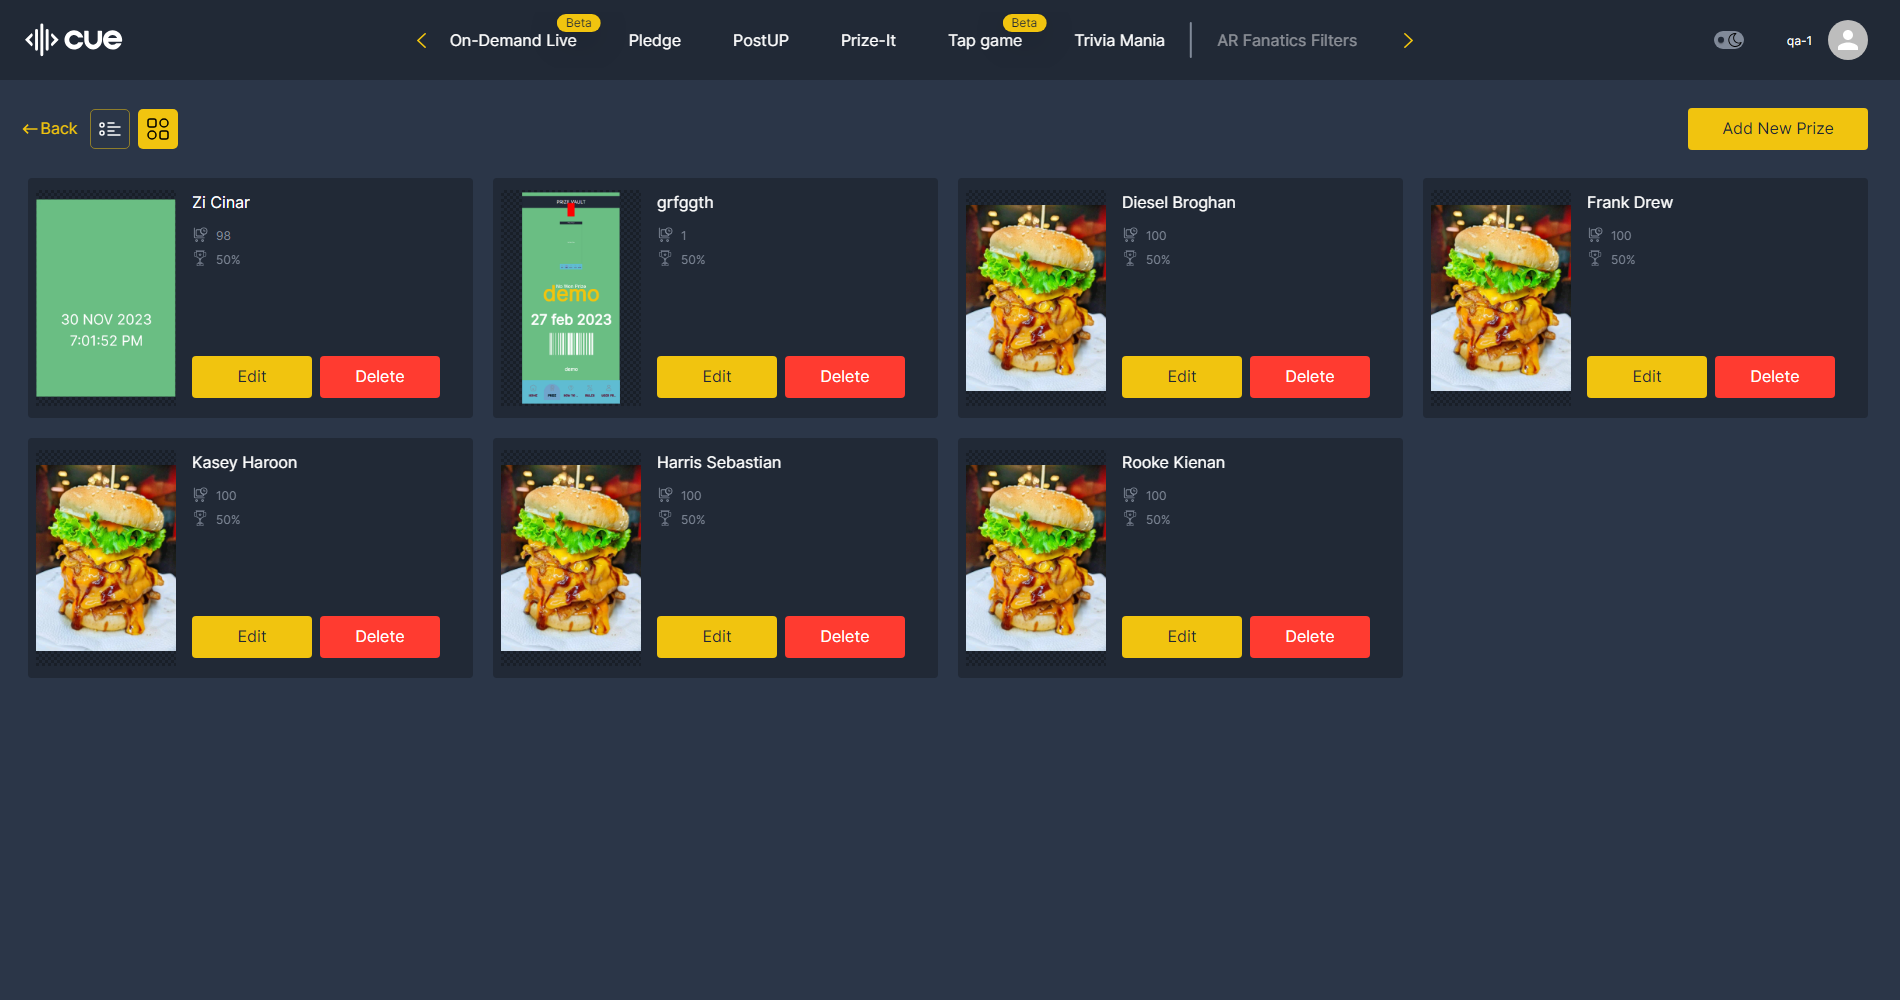 cue
On-Demand Live
Beta
Pledge
PostUP
Prize-It
Tap game
Beta
Trivia Mania
AR Fanatics Filters
qa-1
Back
Add New Prize
30 NOV 2023
7:01:52 PM
Zi Cinar
98
50%
Edit
Delete
PRIZE VAULT
demo
27 feb 2023
demo
grfggth
1
50%
Edit
Delete
Diesel Broghan
100
50%
Edit
Delete
Frank Drew
100
50%
Edit
Delete
Kasey Haroon
100
50%
Edit
Delete
Harris Sebastian
100
50%
Edit
Delete
Rooke Kienan
100
50%
Edit
Delete